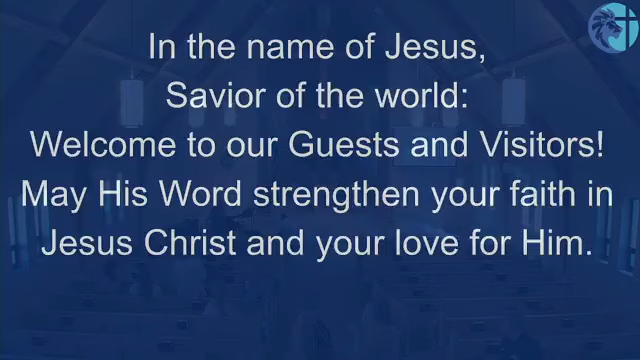 In the name of Jesus,
Savior of the world:
Welcome to our Guests and Visitors!
May His Word strengthen your faith in
Jesus Christ and your love for Him.